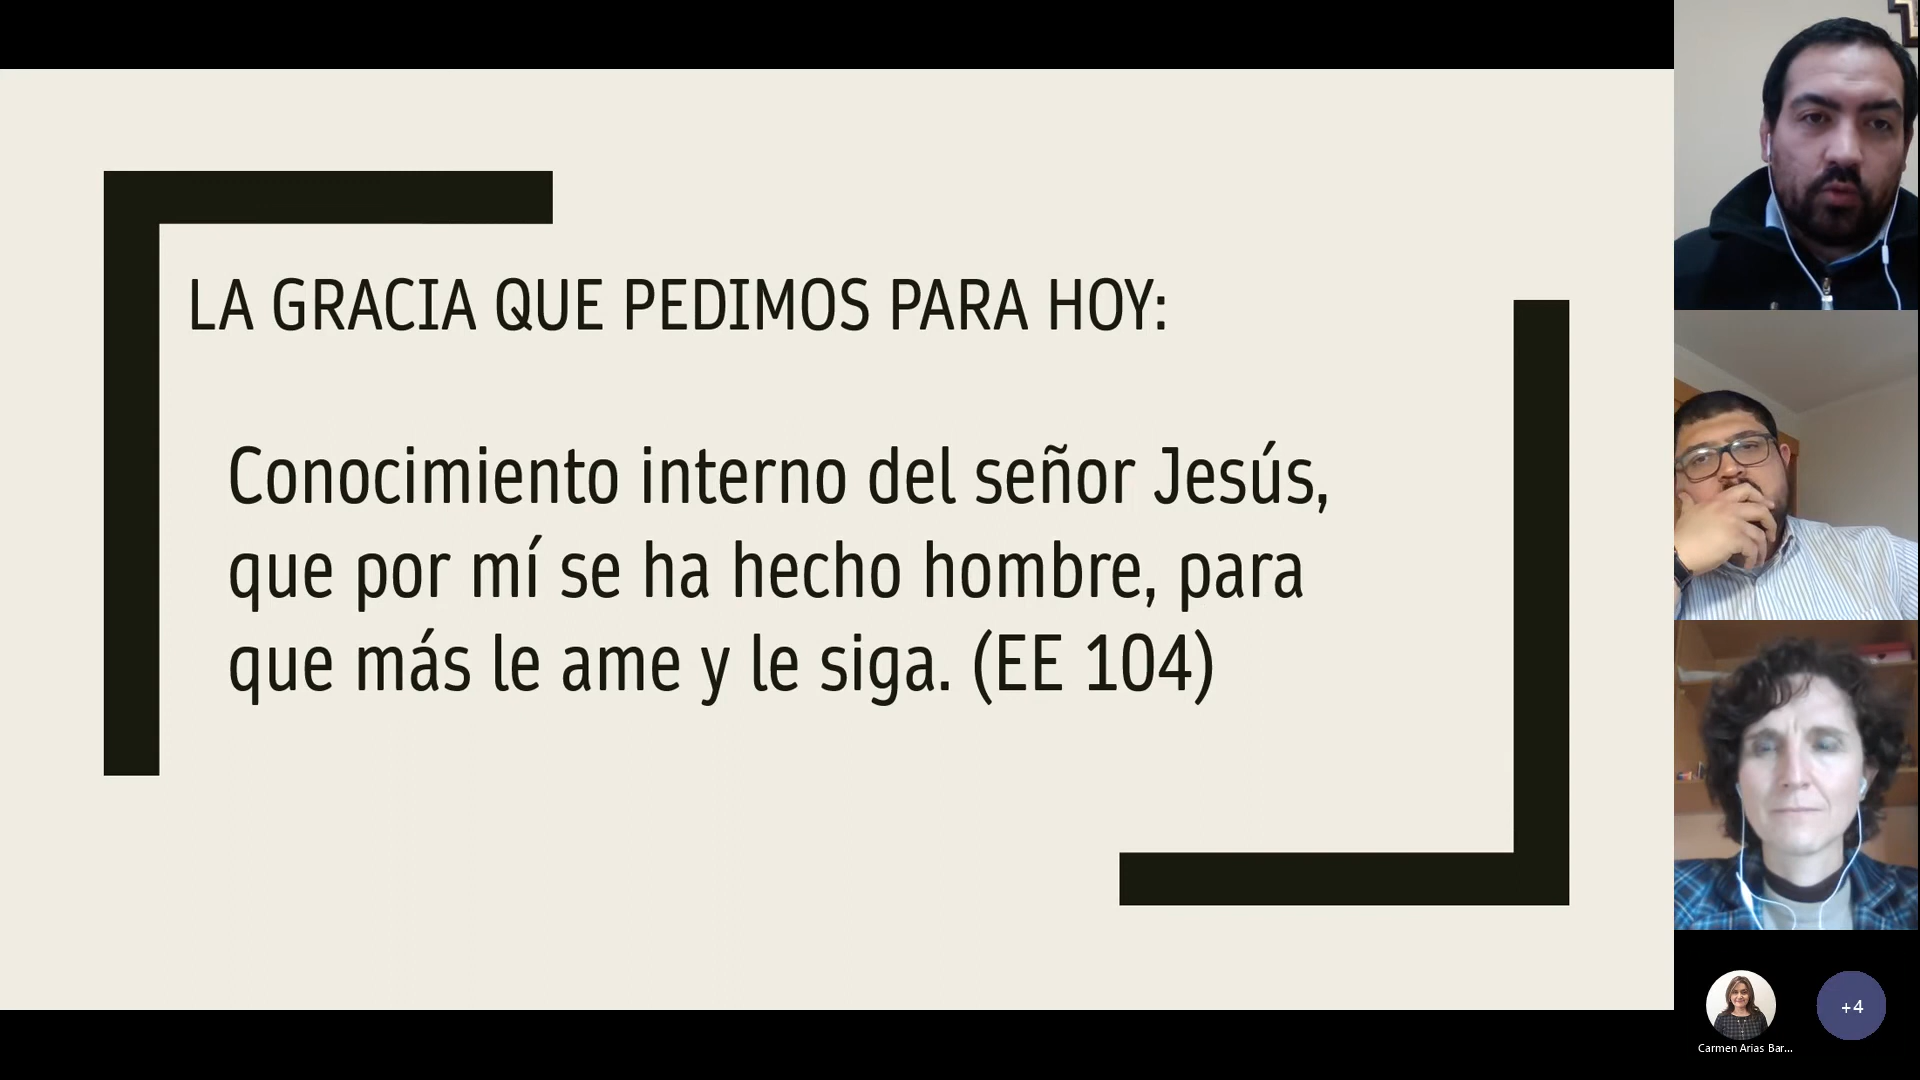 LA GRACIA QUE PEDIMOS PARA HOY:
Conocimiento interno del señor Jesús,
que por mí se ha hecho hombre, para
que más le ame y le siga. (EE 104)
+4
Carmen Arias Bar...